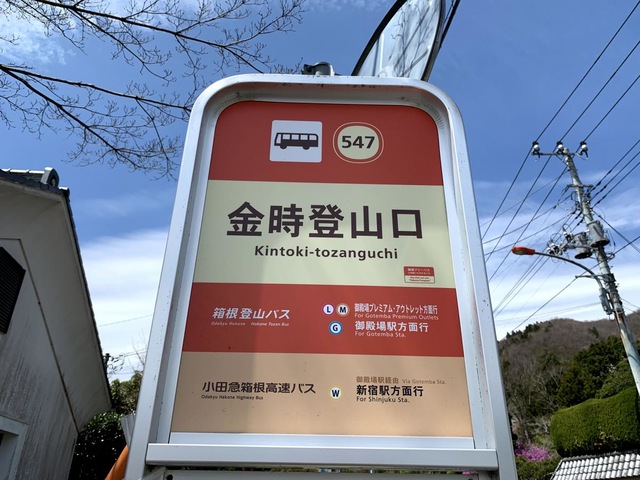 547
金時登山口
Kintoki-tozanguchi
箱根登山バス
Odakyu Hakone Hakone Tozan Bus
L M 御殿場プレミアム・アウトレット方面行
For Gotemba Premium Outlets
G 御殿場駅方面行
For Gotemba Sta.
小田急箱根高速バス
Odakyu Hakone Highway Bus
御殿場駅経由 Via Gotemba Sta.
W 新宿駅方面行
For Shinjuku Sta.